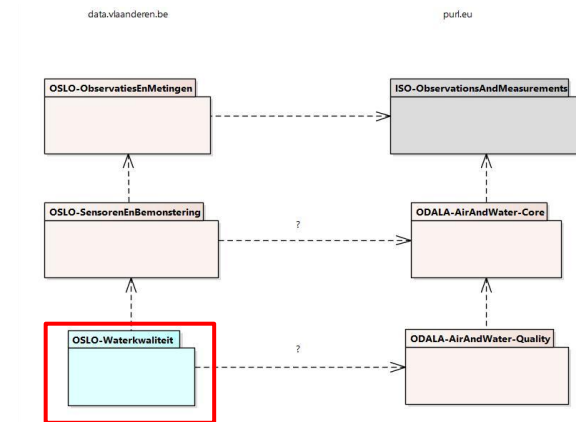 data.vlaanderen.be
purl.eu
OSLO-ObservatiesEnMetingen
ISO-ObservationsAndMeasurements
OSLO-SensorenEnBemonstering
?
ODALA-AirAndWater-Core
OSLO-Waterkwaliteit
?
ODALA-AirAndWater-Quality